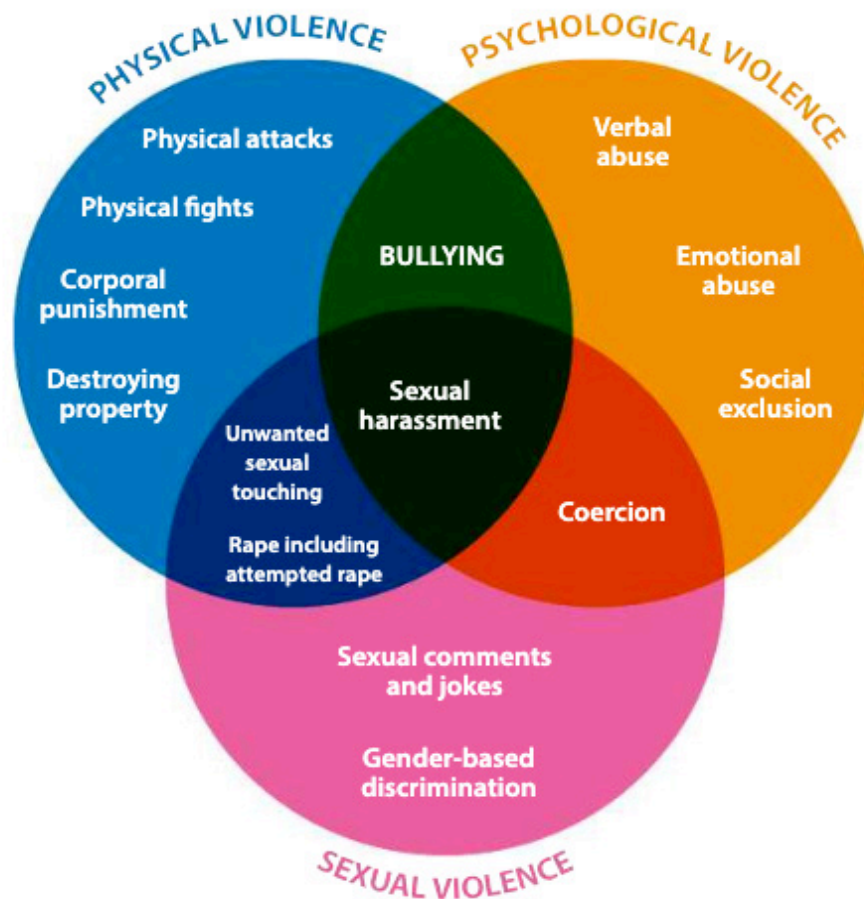 PHYSICAL VIOLENCE
PSYCHOLOGICAL VIOLENCE
Physical attacks
Physical fights
Corporal
punishment
Destroying
property
BULLYING
Verbal
abuse
Emotional
abuse
Social
exclusion
Sexual
harassment
Unwanted
sexual
touching
Rape including
attempted rape
Coercion
Sexual comments
and jokes
Gender-based
discrimination
SEXUAL VIOLENCE